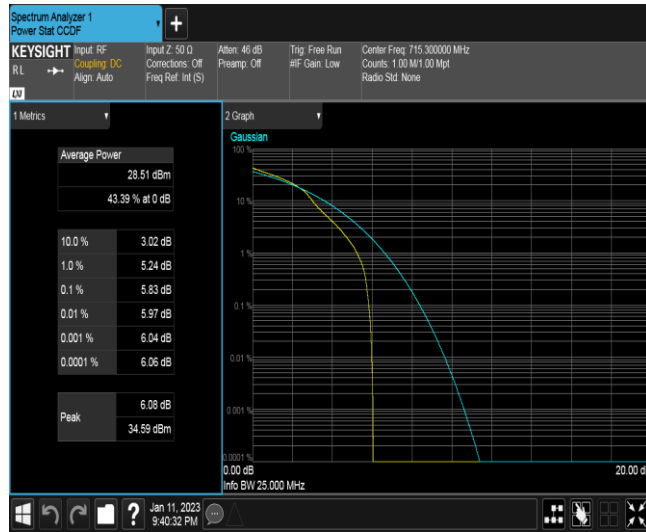 Spectrum Analyzer 1
Power Stat CCDF
+
KEYSIGHT
RL
LXI
Input: RF
Coupling: DC
Align: Auto
Input Z: 50 Ω
Corrections: Off
Freq Ref: Int (S)
Atten: 46 dB
Preamp: Off
Trig: Free Run
#IF Gain: Low
Center Freq: 715.300000 MHz
Counts: 1.00 M/1.00 Mpt
Radio Std: None
1 Metrics
Average Power
28.51 dBm
43.39 % at 0 dB
10.0 % 3.02 dB
1.0 % 5.24 dB
0.1 % 5.83 dB
0.01 % 5.97 dB
0.001 % 6.04 dB
0.0001 % 6.06 dB
Peak
6.08 dB
34.59 dBm
2 Graph
Gaussian
100 %
10 %
1 %
0.1 %
0.01 %
0.001 %
0.0001 %
0.00 dB
20.00 d
Info BW 25.000 MHz
?
Jan 11, 2023
9:40:32 PM